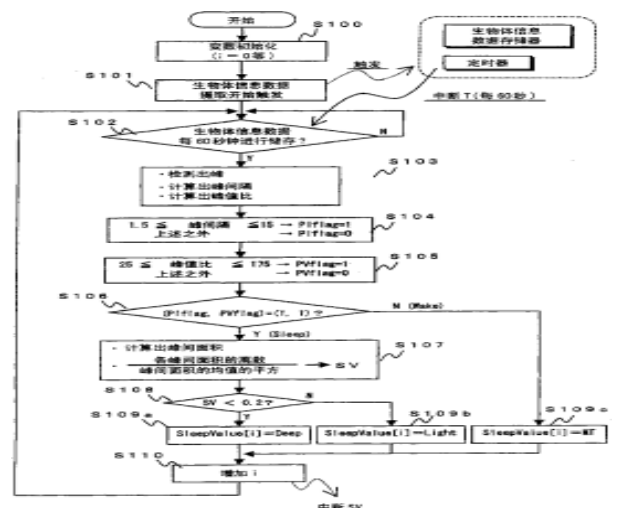 开始
S100
变数初始化
(i = 0等)
生物体信息
数据存储器
定时器
S101
生物体信息数据
摄取开始触发
触发
中断T(每60秒)
S102
生物体信息数据
每60秒钟进行储存?
N
Y
S103
· 检测出峰
· 计算出峰间隔
· 计算出峰值比
S104
1.5 ≦ 峰间隔 ≦15 → PIflag=1
上述之外 → PIflag=0
S105
25 ≦ 峰值比 ≦ 175 → PVflag=1
上述之外 → PVflag=0
S106
(PIflag, PVflag)=(1, 1)?
N (Wake)
Y (Sleep)
S107
· 计算出峰间面积
· 各峰间面积的离散
峰间面积的均值的平方
→ SV
S108
SV < 0.2?
N
Y
S109a
SleepValue[i]=Deep
S109b
SleepValue[i]=Light
S109c
SleepValue[i]=MT
S110
增加 i
中断 SV